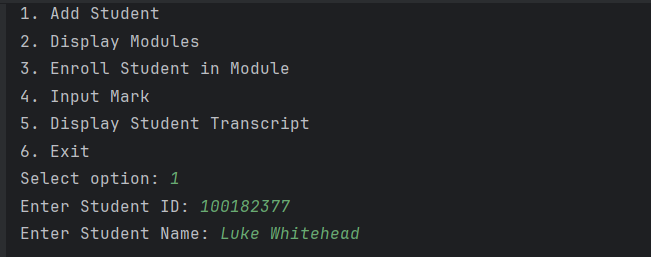 1. Add Student
2. Display Modules
3. Enroll Student in Module
4. Input Mark
5. Display Student Transcript
6. Exit
Select option: 1
Enter Student ID: 100182377
Enter Student Name: Luke Whitehead